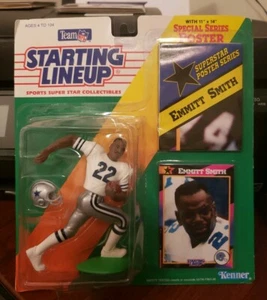 AGES 4 TO 104
TEAM NFL
STARTING
LINEUP
SPORTS SUPER STAR COLLECTIBLES
WITH 11" x 14"
SPECIAL SERIES
POSTER
SUPERSTAR
POSTER SERIES
EMMITT SMITH
22
EMMITT SMITH
Kenner